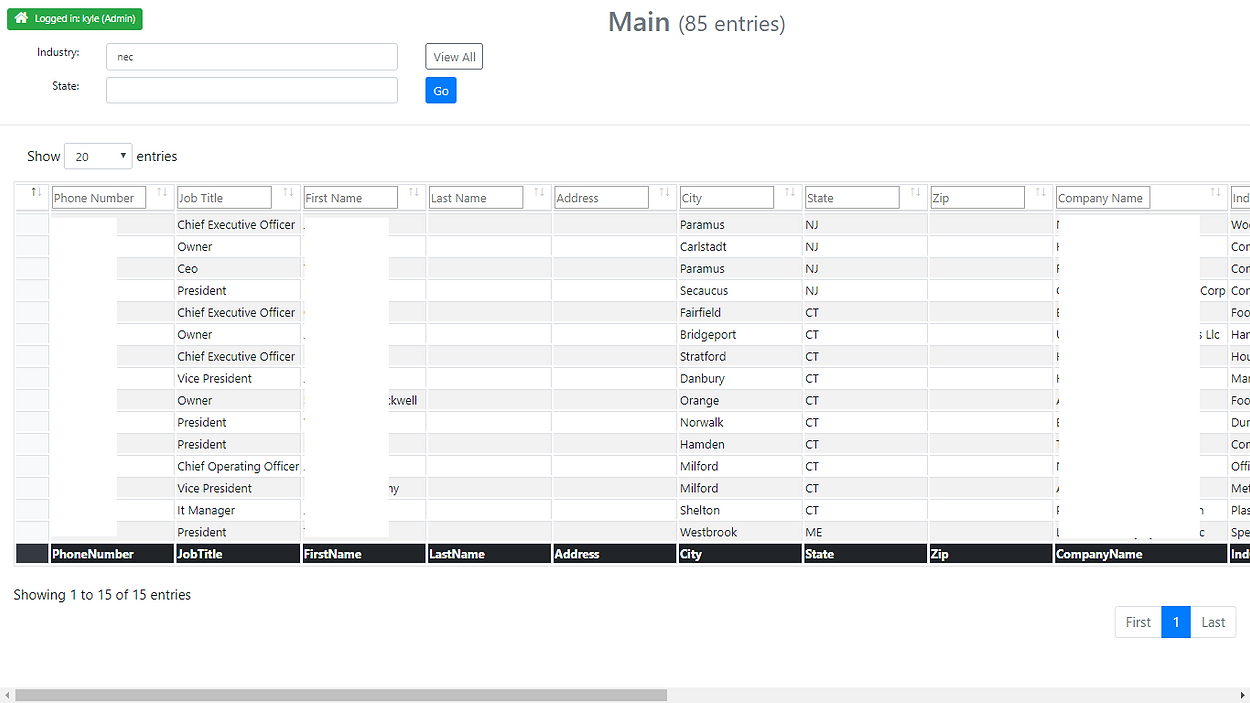 Logged in: kyle (Admin)
Main (85 entries)
Industry: nec View All
State: Go
Show 20 entries
Phone Number Job Title First Name Last Name Address City State Zip Company Name Ind
Chief Executive Officer Paramus NJ Woo
Owner Carlstadt NJ Con
Ceo Paramus NJ Con
President Secaucus NJ Corp Con
Chief Executive Officer Fairfield CT Foo
Owner Bridgeport CT s Llc Han
Chief Executive Officer Stratford CT Hou
Vice President Danbury CT Mar
Owner ckwell Orange CT Foo
President Norwalk CT Dur
President Hamden CT Con
Chief Operating Officer Milford CT Offi
Vice President ny Milford CT Met
It Manager Shelton CT Plas
President Westbrook ME Spe
PhoneNumber JobTitle FirstName LastName Address City State Zip CompanyName Indu
Showing 1 to 15 of 15 entries
First 1 Last